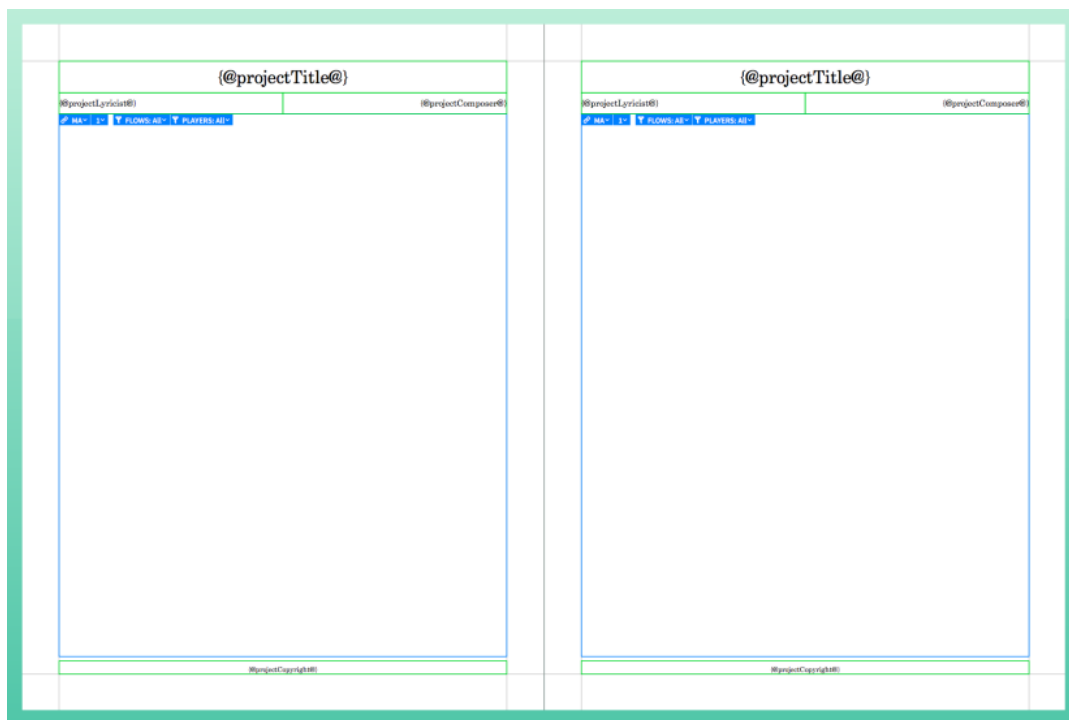 {@projectTitle@}
{@projectLyricist@} {@projectComposer@}
MA 1 FLOWS: All PLAYERS: All
{@projectCopyright@}
{@projectTitle@}
{@projectLyricist@} {@projectComposer@}
MA 1 FLOWS: All PLAYERS: All
{@projectCopyright@}